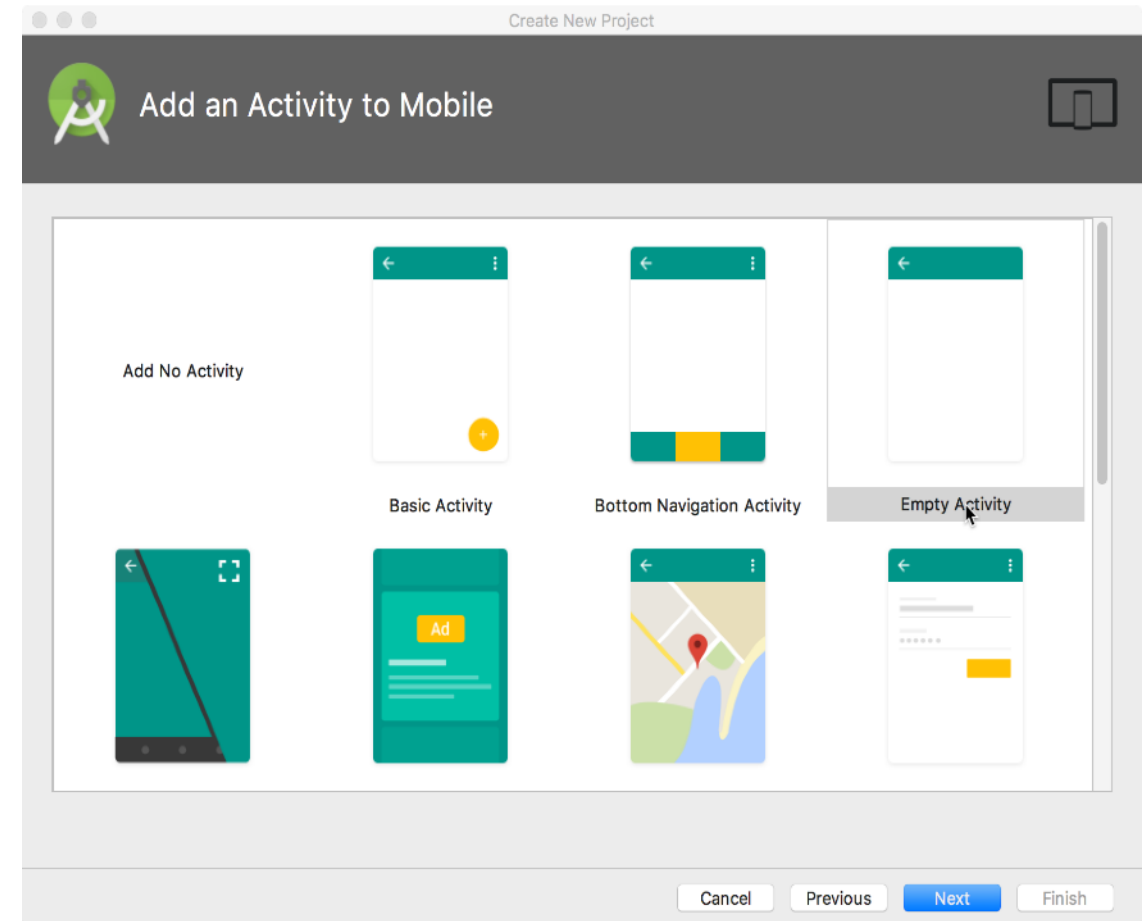 Create New Project
Add an Activity to Mobile
Add No Activity
Basic Activity
Bottom Navigation Activity
Empty Activity
Ad
Cancel
Previous
Next
Finish